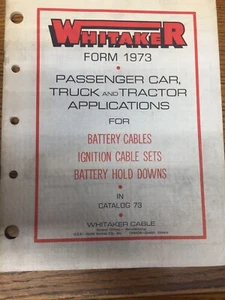 WHITAKER
FORM 1973
PASSENGER CAR,
TRUCK AND TRACTOR
APPLICATIONS
FOR
BATTERY CABLES
IGNITION CABLE SETS
BATTERY HOLD DOWNS
IN
CATALOG 73
WHITAKER CABLE